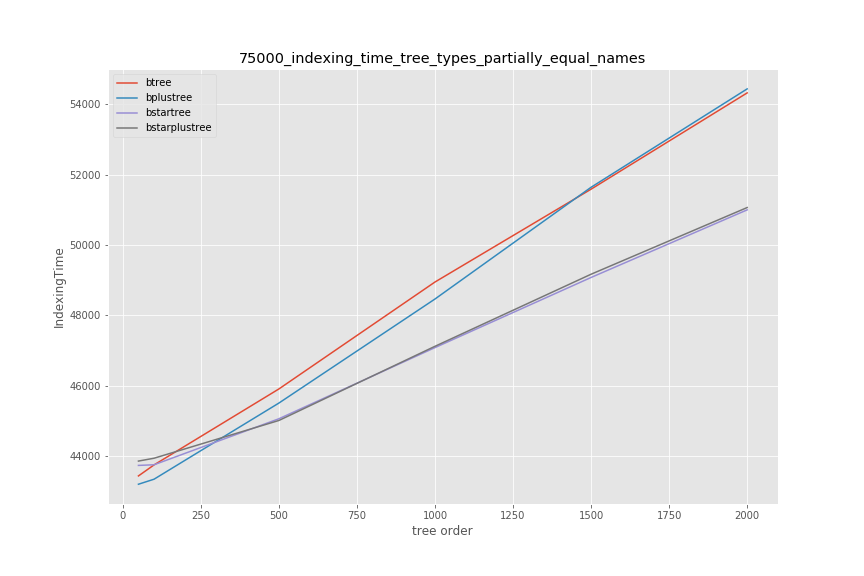 75000_indexing_time_tree_types_partially_equal_names
btree
bplustree
bstartree
bstarplustree
IndexingTime
54000
52000
50000
48000
46000
44000
0 250 500 750 1000 1250 1500 1750 2000
tree order